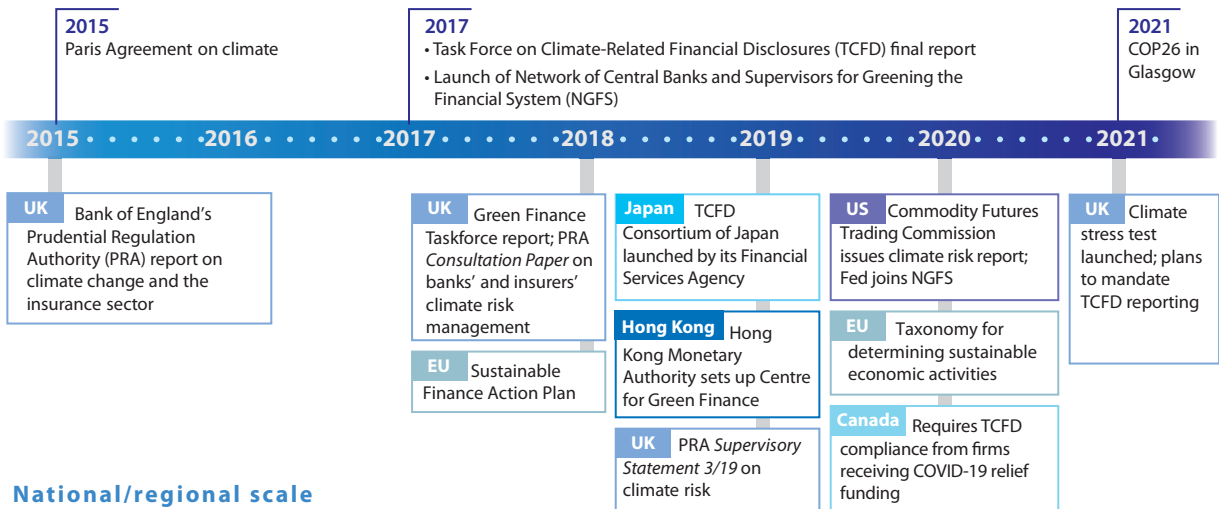 2015
Paris Agreement on climate
2017
• Task Force on Climate-Related Financial Disclosures (TCFD) final report
• Launch of Network of Central Banks and Supervisors for Greening the
Financial System (NGFS)
2021
COP26 in
Glasgow
2015 2016 2017 2018 2019 2020 2021
UK Bank of England’s
Prudential Regulation
Authority (PRA) report on
climate change and the
insurance sector
UK Green Finance
Taskforce report; PRA
Consultation Paper on
banks’ and insurers’
climate risk
management
EU Sustainable
Finance Action Plan
Japan TCFD
Consortium of Japan
launched by its Financial
Services Agency
Hong Kong Hong
Kong Monetary
Authority sets up Centre
for Green Finance
UK PRA Supervisory
Statement 3/19 on
climate risk
US Commodity Futures
Trading Commission
issues climate risk report;
Fed joins NGFS
EU Taxonomy for
determining sustainable
economic activities
Canada Requires TCFD
compliance from firms
receiving COVID-19 relief
funding
UK Climate
stress test
launched; plans
to mandate
TCFD reporting
National/regional scale